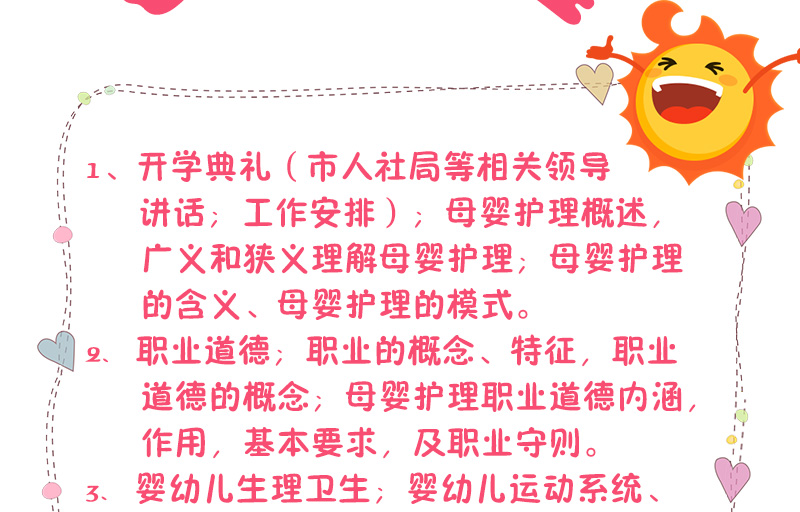 1、开学典礼（市人社局等相关领导
讲话；工作安排）；母婴护理概述，
广义和狭义理解母婴护理；母婴护理
的含义、母婴护理的模式。
2、职业道德；职业的概念、特征，职业
道德的概念；母婴护理职业道德内涵，
作用，基本要求，及职业守则。
3、婴幼儿生理卫生；婴幼儿运动系统、